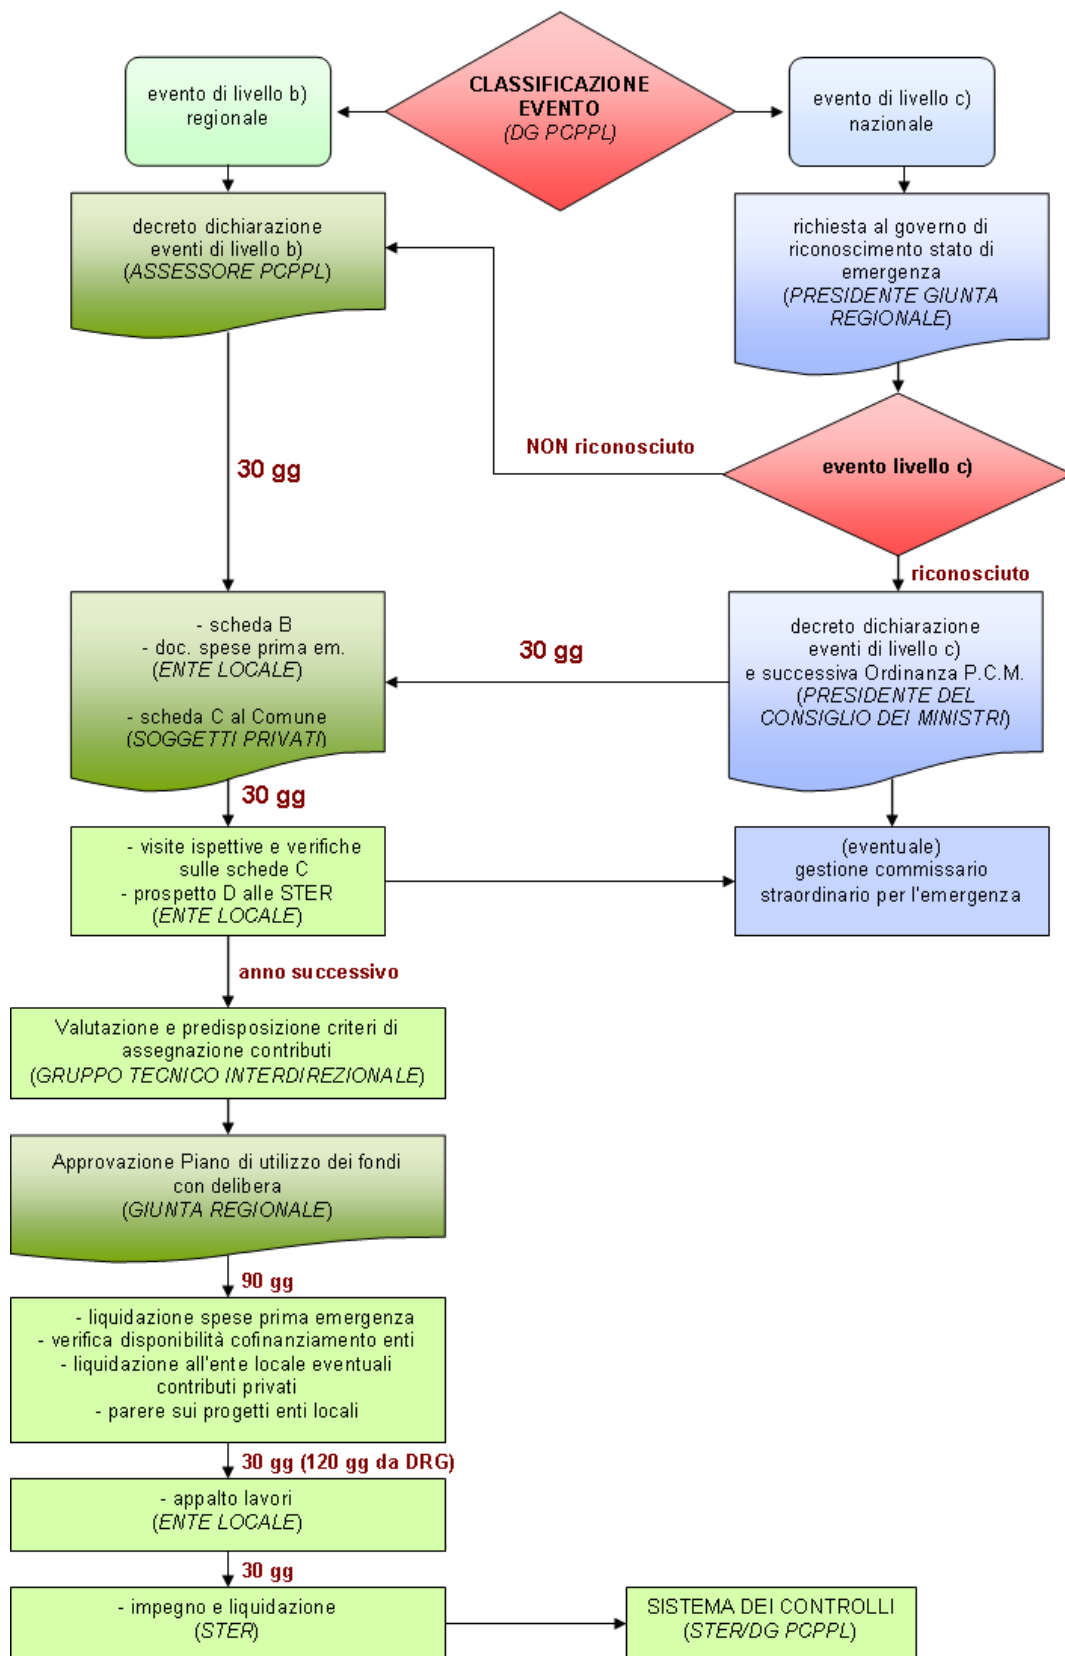 CLASSIFICAZIONE
EVENTO
(DG PCPPL)
evento di livello b)
regionale
evento di livello c)
nazionale
decreto dichiarazione
eventi di livello b)
(ASSESSORE PCPPL)
richiesta al governo di
riconoscimento stato di
emergenza
(PRESIDENTE GIUNTA
REGIONALE)
NON riconosciuto
evento livello c)
30 gg
riconosciuto
- scheda B
- doc. spese prima em.
(ENTE LOCALE)
- scheda C al Comune
(SOGGETTI PRIVATI)
30 gg
decreto dichiarazione
eventi di livello c)
e successiva Ordinanza P.C.M.
(PRESIDENTE DEL
CONSIGLIO DEI MINISTRI)
30 gg
- visite ispettive e verifiche
sulle schede C
- prospetto D alle STER
(ENTE LOCALE)
(eventuale)
gestione commissario
straordinario per l'emergenza
anno successivo
Valutazione e predisposizione criteri di
assegnazione contributi
(GRUPPO TECNICO INTERDIREZIONALE)
Approvazione Piano di utilizzo dei fondi
con delibera
(GIUNTA REGIONALE)
90 gg
- liquidazione spese prima emergenza
- verifica disponibilità cofinanziamento enti
- liquidazione all'ente locale eventuali
contributi privati
- parere sui progetti enti locali
30 gg (120 gg da DRG)
- appalto lavori
(ENTE LOCALE)
30 gg
- impegno e liquidazione
(STER)
SISTEMA DEI CONTROLLI
(STER/DG PCPPL)